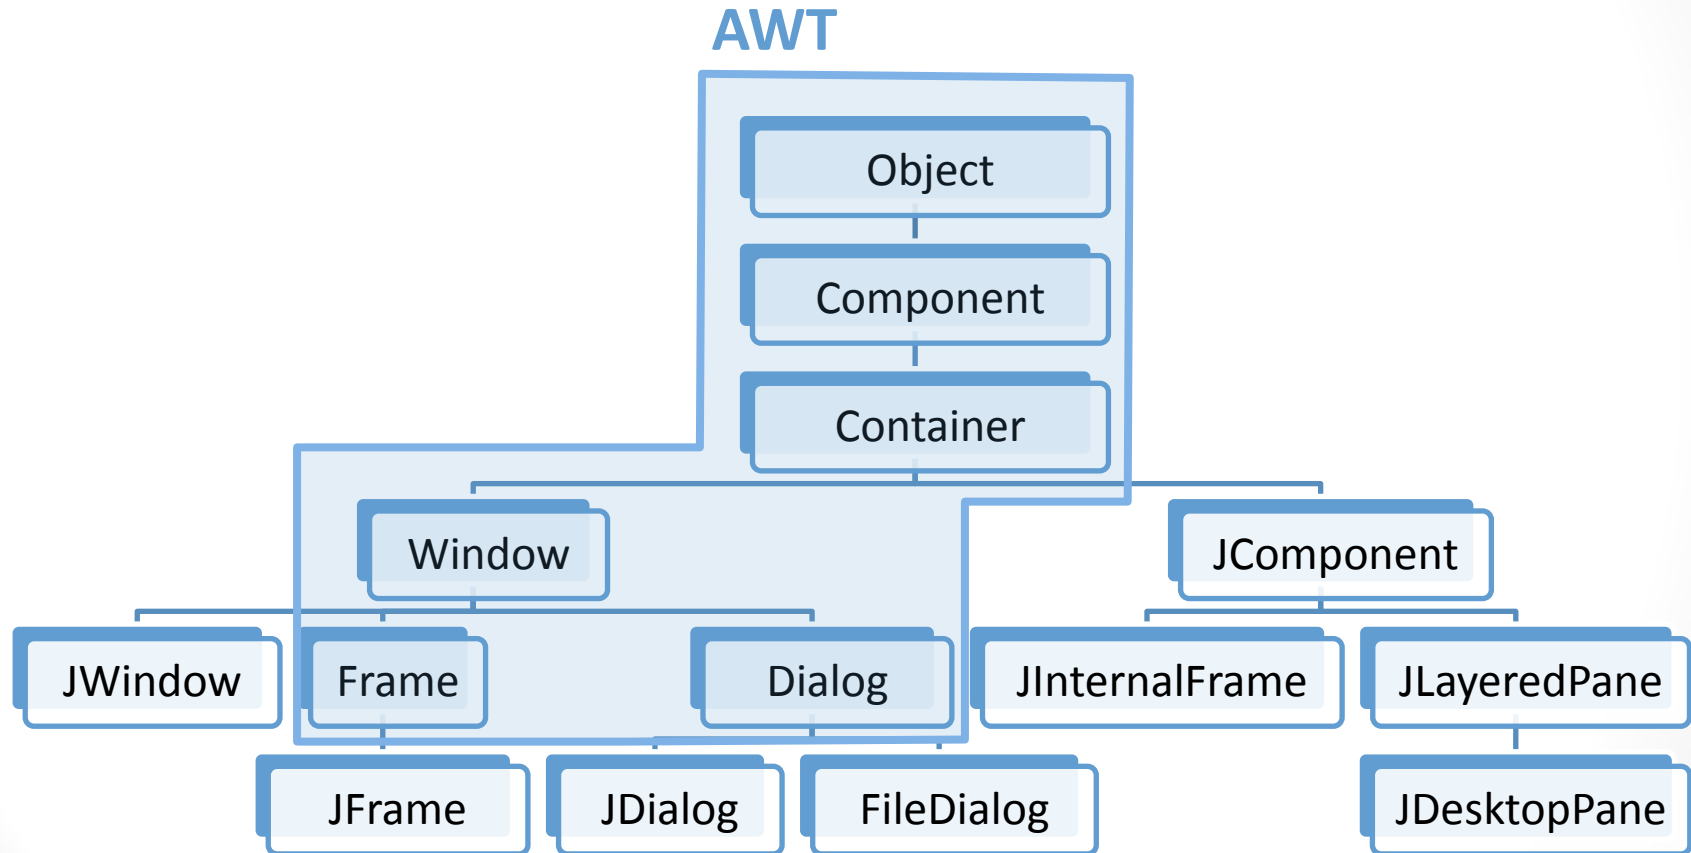 AWT
Object
Component
Container
Window
JComponent
JWindow
Frame
Dialog
JInternalFrame
JLayeredPane
JFrame
JDialog
FileDialog
JDesktopPane